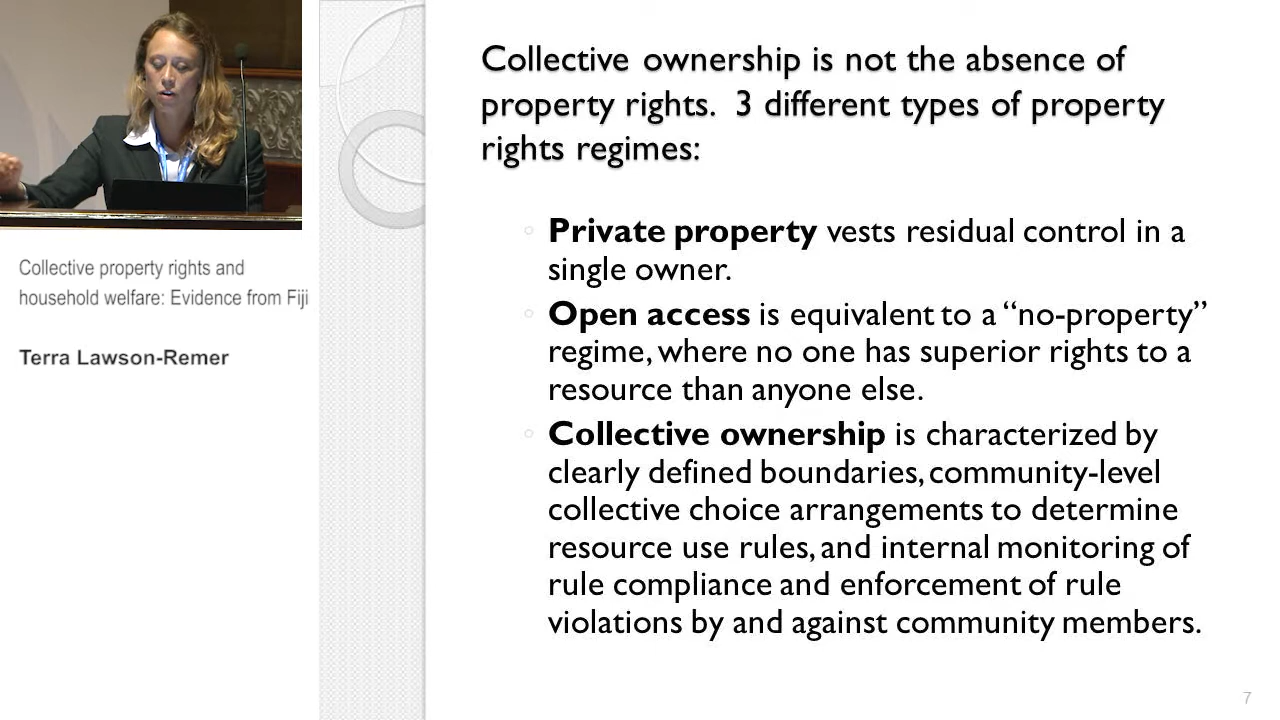 Collective property rights and
household welfare: Evidence from Fiji
Terra Lawson-Remer
Collective ownership is not the absence of
property rights.  3 different types of property
rights regimes:
Private property vests residual control in a
single owner.
Open access is equivalent to a “no-property”
regime, where no one has superior rights to a
resource than anyone else.
Collective ownership is characterized by
clearly defined boundaries, community-level
collective choice arrangements to determine
resource use rules, and internal monitoring of
rule compliance and enforcement of rule
violations by and against community members.
7